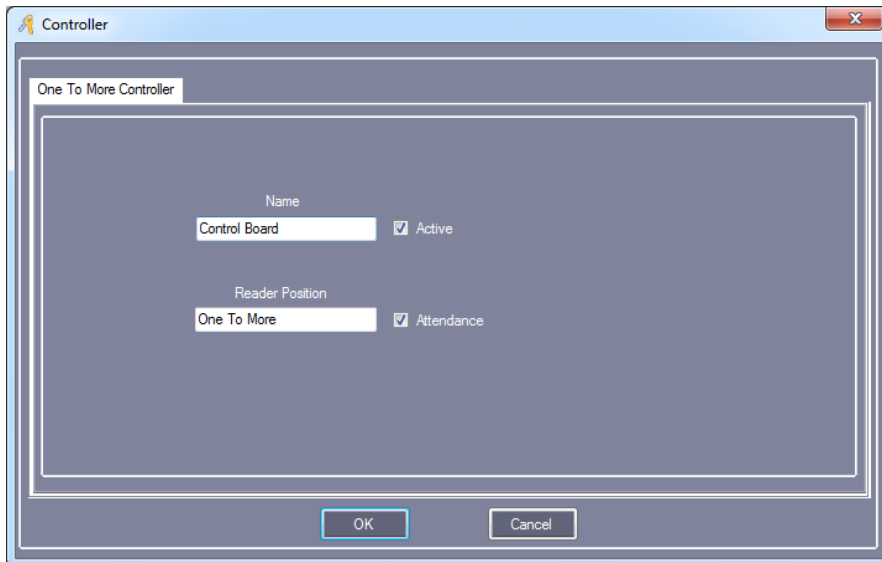 Controller
One To More Controller
Name
Control Board
Active
Reader Position
One To More
Attendance
OK
Cancel